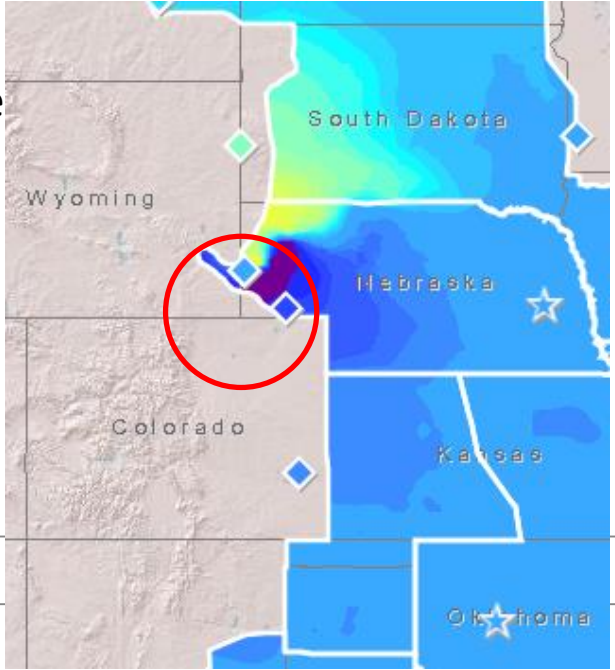 South Dakota
Wyoming
Nebraska
Colorado
Kansas
Oklahoma